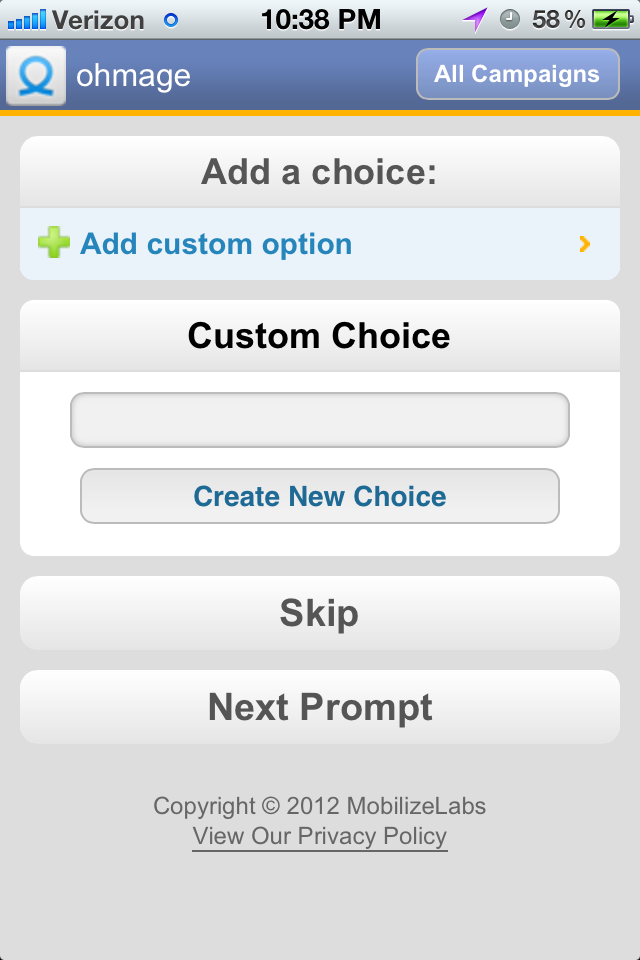 Verizon 10:38 PM 58 %
ohmage All Campaigns
Add a choice:
Add custom option
Custom Choice
Create New Choice
Skip
Next Prompt
Copyright © 2012 MobilizeLabs
View Our Privacy Policy